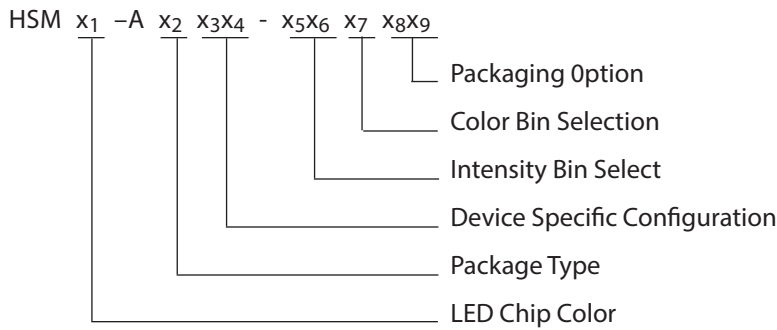 HSM x1 –A x2 x3x4 - x5x6 x7 x8x9
Packaging 0ption
Color Bin Selection
Intensity Bin Select
Device Specific Configuration
Package Type
LED Chip Color